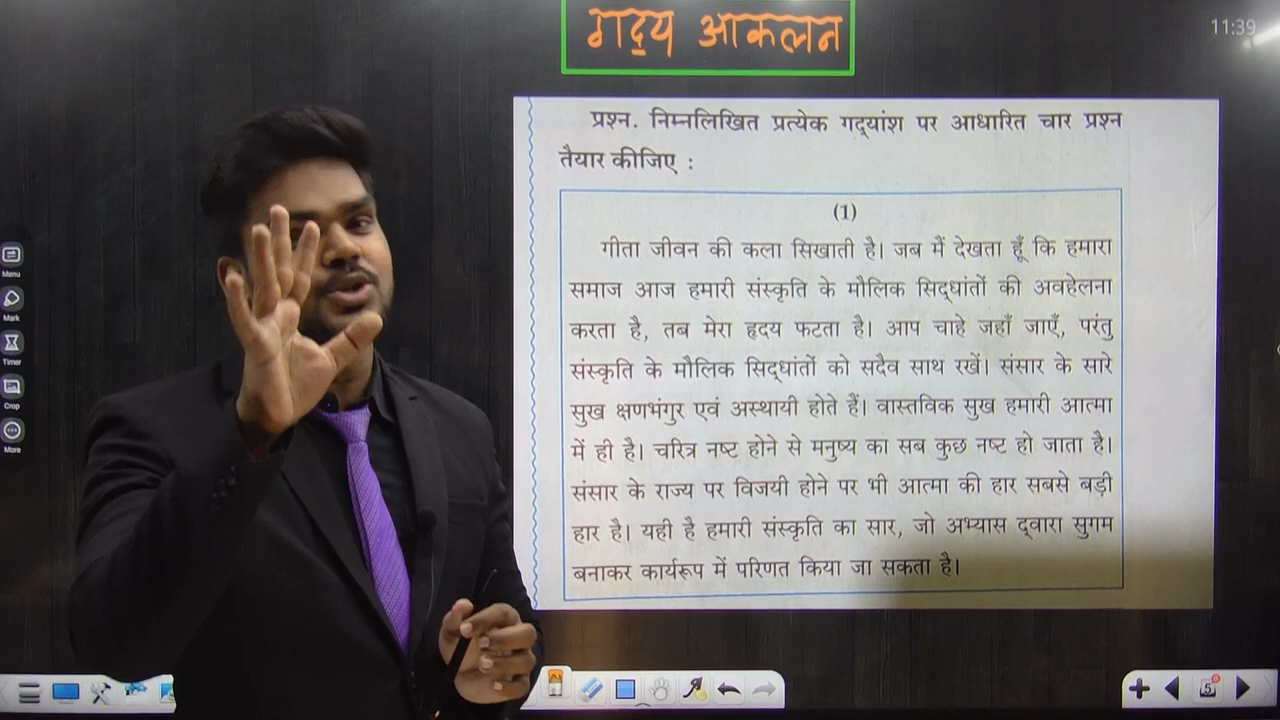 गद्य आकलन
11:39
प्रश्न. निम्नलिखित प्रत्येक गद्यांश पर आधारित चार प्रश्न
तैयार कीजिए :
(1)
गीता जीवन की कला सिखाती है। जब मैं देखता हूँ कि हमारा
समाज आज हमारी संस्कृति के मौलिक सिद्धांतों की अवहेलना
करता है, तब मेरा हृदय फटता है। आप चाहे जहाँ जाएँ, परंतु
संस्कृति के मौलिक सिद्धांतों को सदैव साथ रखें। संसार के सारे
सुख क्षणभंगुर एवं अस्थायी होते हैं। वास्तविक सुख हमारी आत्मा
में ही है। चरित्र नष्ट होने से मनुष्य का सब कुछ नष्ट हो जाता है।
संसार के राज्य पर विजयी होने पर भी आत्मा की हार सबसे बड़ी
हार है। यही है हमारी संस्कृति का सार, जो अभ्यास द्वारा सुगम
बनाकर कार्यरूप में परिणत किया जा सकता है।
Menu
Mark
Timer
Crop
More
5